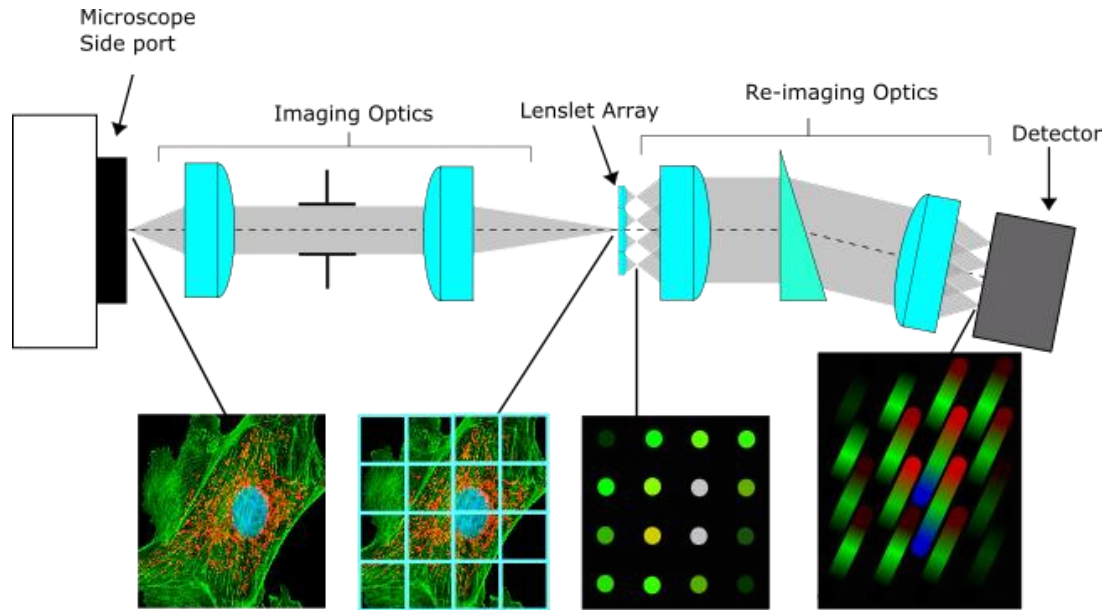 Microscope
Side port
Imaging Optics
Lenslet Array
Re-imaging Optics
Detector